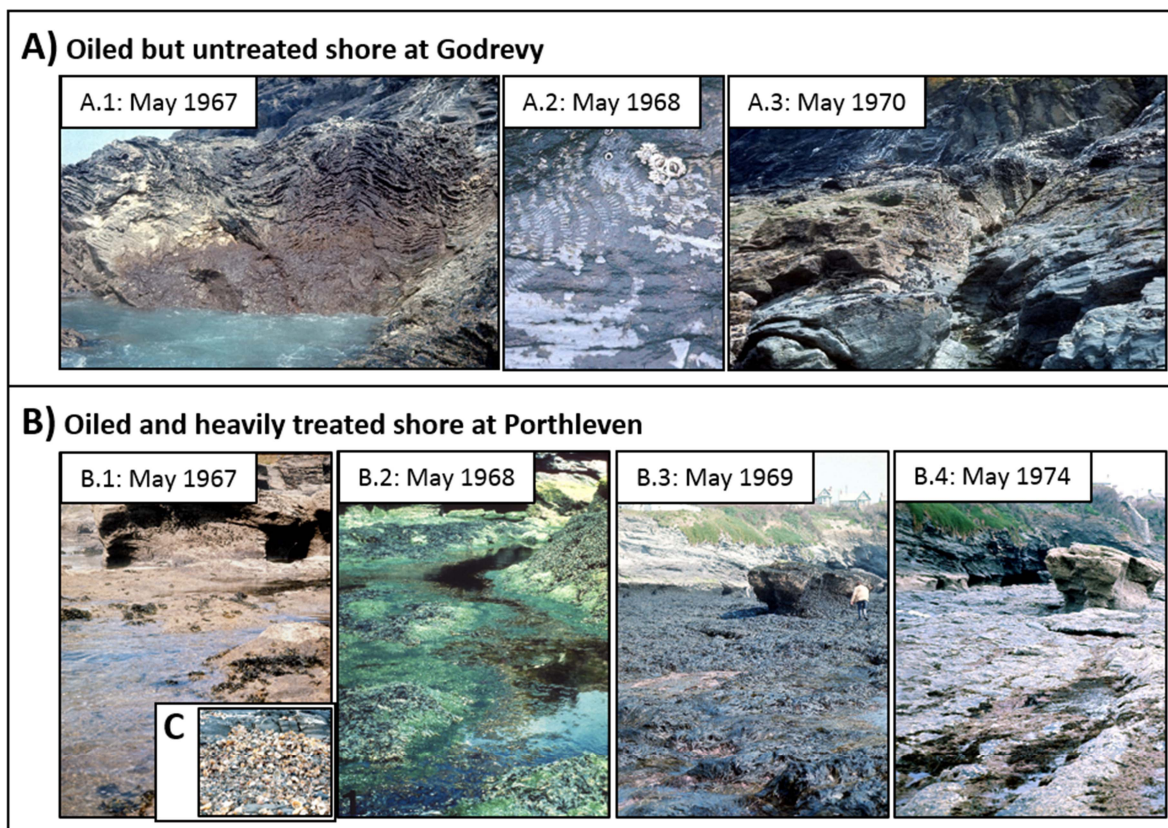 A) Oiled but untreated shore at Godrevy
A.1: May 1967
A.2: May 1968
A.3: May 1970
B) Oiled and heavily treated shore at Porthleven
B.1: May 1967
B.2: May 1968
B.3: May 1969
B.4: May 1974
C